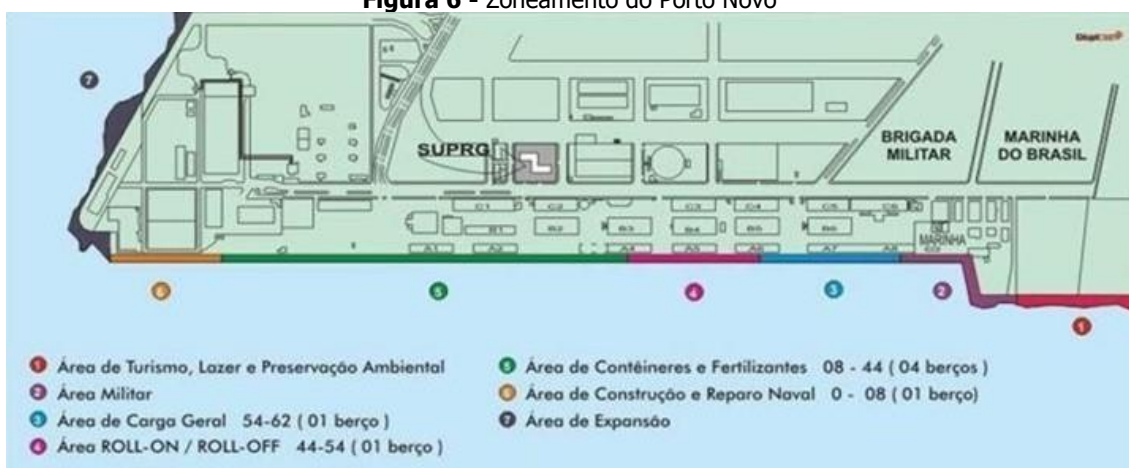 Figura 6 - Zoneamento do Porto Novo
7
SUPRG
BRIGADA
MILITAR
MARINHA
DO BRASIL
C1
C2
C3
C4
C5
C6
B1
B2
B3
B4
B5
B6
MARINHA
A1
A2
A4
A5
A6
A7
A8
6
5
4
3
2
1
1 Área de Turismo, Lazer e Preservação Ambiental
2 Área Militar
3 Área de Carga Geral 54-62 ( 01 berço )
4 Área ROLL-ON / ROLL-OFF 44-54 ( 01 berço )
5 Área de Contêineres e Fertilizantes 08 - 44 ( 04 berços )
6 Área de Construção e Reparo Naval 0 - 08 ( 01 berço)
7 Área de Expansão